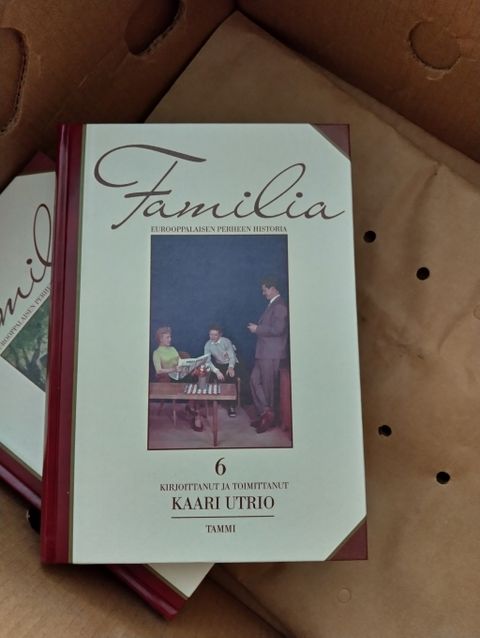 Familia
EUROOPPALAISEN PERHEEN HISTORIA
6
KIRJOITTANUT JA TOIMITTANUT
KAARI UTRIO
TAMMI